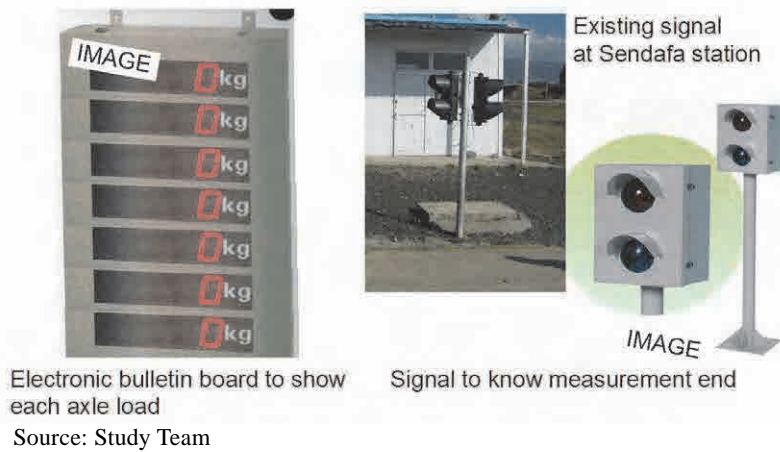 IMAGE
0kg
0kg
0kg
0kg
0kg
0kg
0kg
Existing signal
at Sendafa station
IMAGE
Electronic bulletin board to show
each axle load
Signal to know measurement end
Source: Study Team